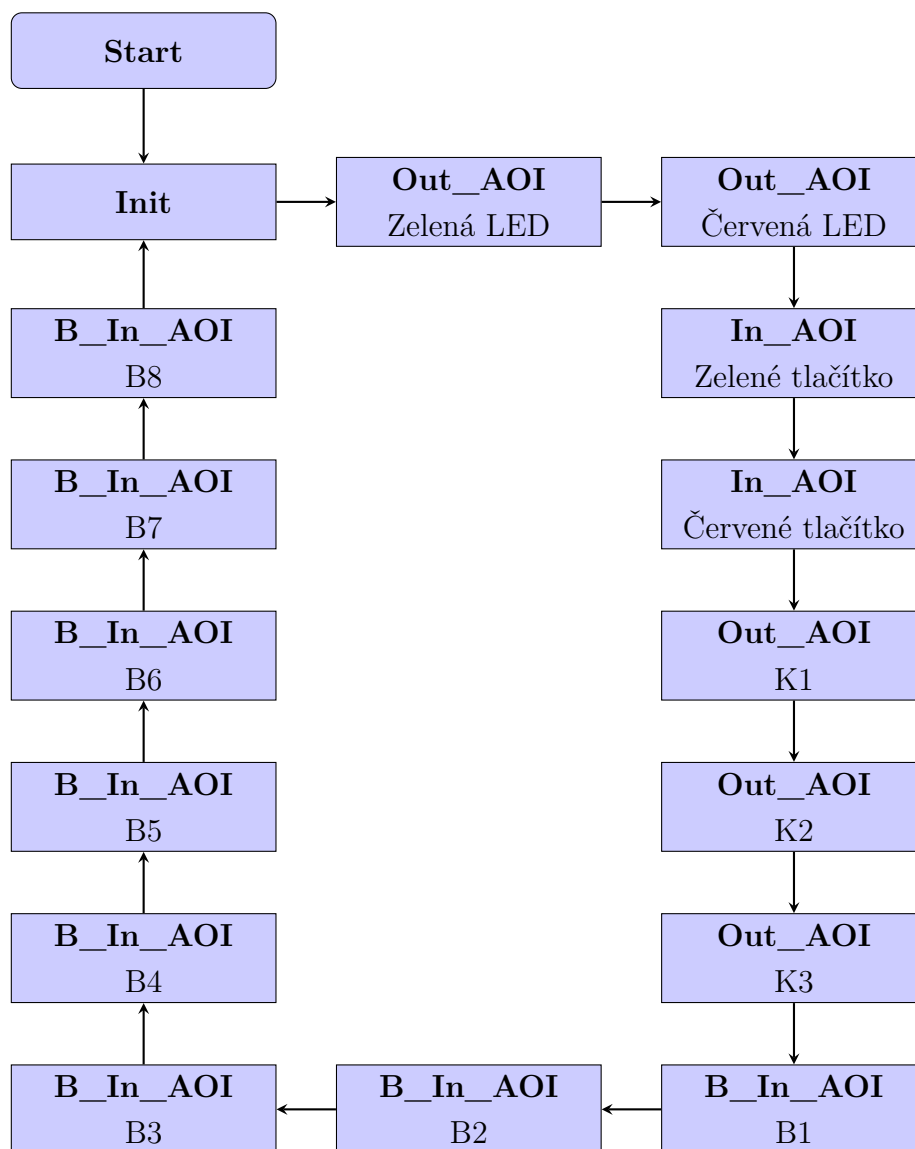 Start
Init
Out_AOI
Zelená LED
Out_AOI
Červená LED
In_AOI
Zelené tlačítko
In_AOI
Červené tlačítko
Out_AOI
K1
Out_AOI
K2
Out_AOI
K3
B_In_AOI
B1
B_In_AOI
B2
B_In_AOI
B3
B_In_AOI
B4
B_In_AOI
B5
B_In_AOI
B6
B_In_AOI
B7
B_In_AOI
B8